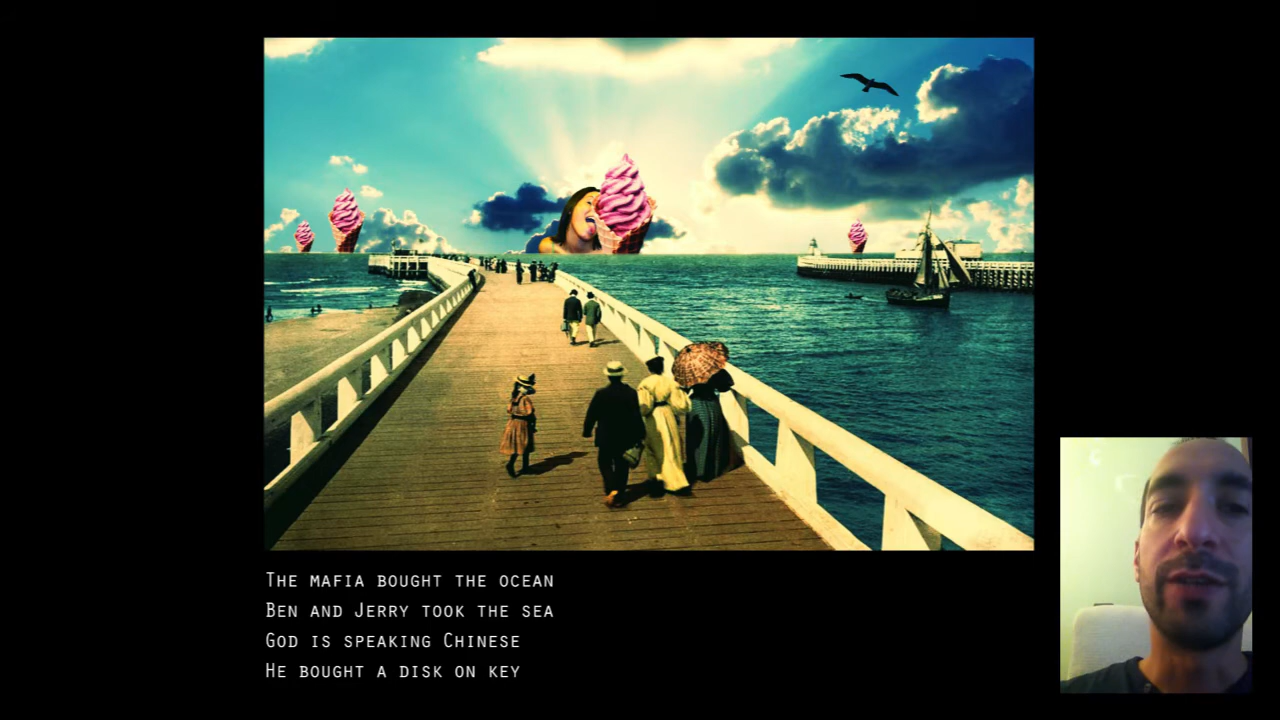 The mafia bought the ocean
Ben and Jerry took the sea
God is speaking Chinese
He bought a disk on key